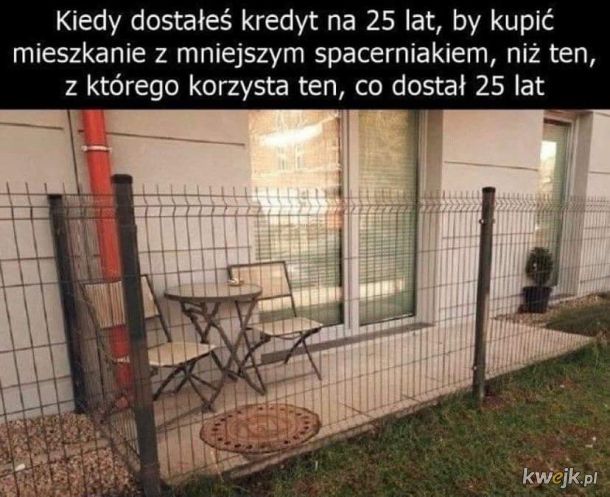 Kiedy dostałeś kredyt na 25 lat, by kupić
mieszkanie z mniejszym spacerniakiem, niż ten,
z którego korzysta ten, co dostał 25 lat
kwejk.pl